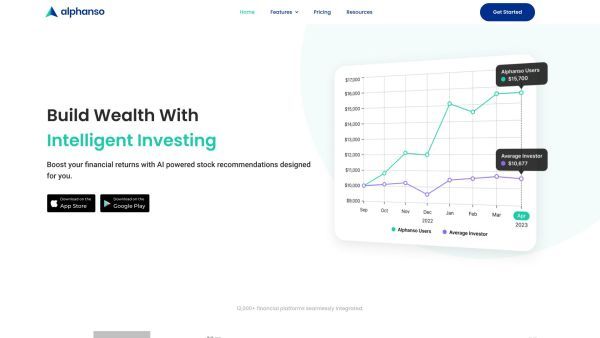 alphanso
Home Features Pricing Resources Get Started
Build Wealth With
Intelligent Investing
Boost your financial returns with AI powered stock recommendations designed
for you.
Download on the
App Store
Download on the
Google Play
Alphanso Users
$15,700
Average Investor
$10,677
$17,000
$16,000
$15,000
$14,000
$13,000
$12,000
$11,000
$10,000
$9,000
Sep Oct Nov Dec Jan Feb Mar Apr
2022 2023
Alphanso Users Average Investor
12,000+ financial platforms seamlessly integrated